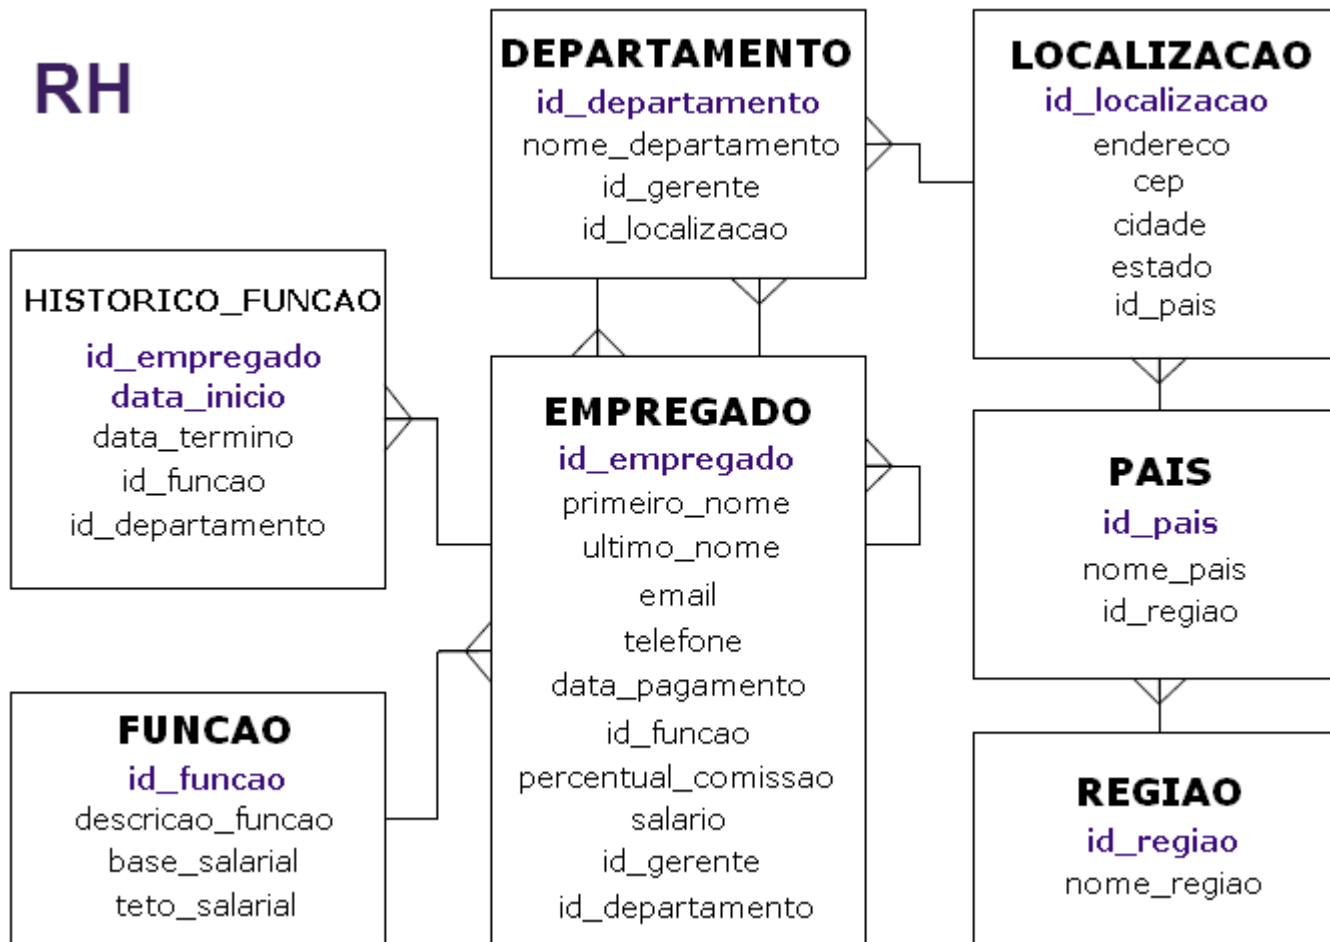 RH
DEPARTAMENTO
id_departamento
nome_departamento
id_gerente
id_localizacao
LOCALIZACAO
id_localizacao
endereco
cep
cidade
estado
id_pais
HISTORICO_FUNCAO
id_empregado
data_inicio
data_termino
id_funcao
id_departamento
EMPREGADO
id_empregado
primeiro_nome
ultimo_nome
email
telefone
data_pagamento
id_funcao
percentual_comissao
salario
id_gerente
id_departamento
PAIS
id_pais
nome_pais
id_regiao
FUNCAO
id_funcao
descricao_funcao
base_salarial
teto_salarial
REGIAO
id_regiao
nome_regiao